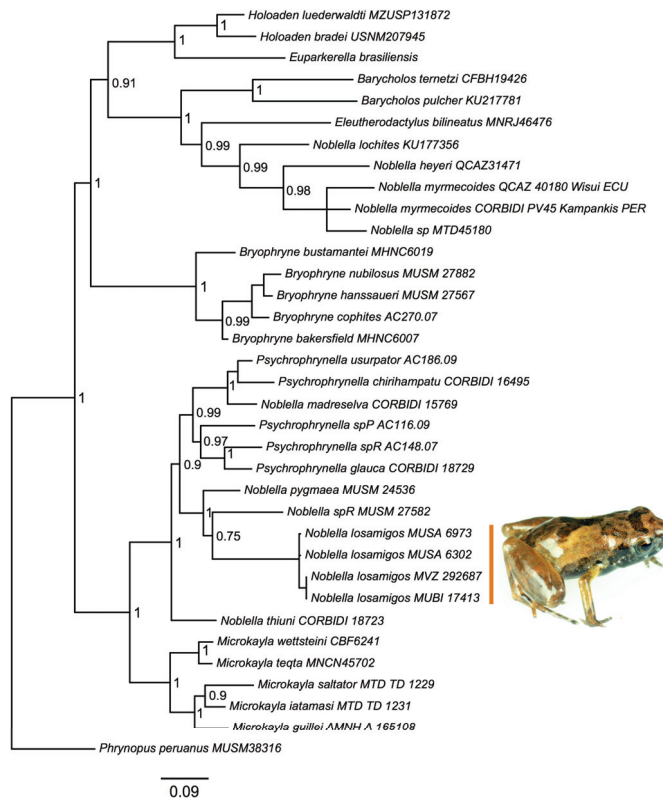 Holoaden luederwaldti MZUSP131872
1
Holoaden bradei USNM207945
1
Euparkerella brasiliensis
0.91
Barycholos ternetzi CFBH19426
1
Barycholos pulcher KU217781
1
Eleutherodactylus bilineatus MNRJ46476
0.99
Noblella lochites KU177356
0.99
Noblella heyeri QCAZ31471
0.98
Noblella myrmecoides QCAZ 40180 Wisui ECU
1
Noblella myrmecoides CORBIDI PV45 Kampankis PER
Noblella sp MTD45180
Bryophryne bustamantei MHNC6019
Bryophryne nubilosus MUSM 27882
1
Bryophryne hanssaueri MUSM 27567
0.99
Bryophryne cophites AC270.07
Bryophryne bakersfield MHNC6007
Psychrophrynella usurpator AC186.09
1
Psychrophrynella chirihampatu CORBIDI 16495
1
Noblella madreselva CORBIDI 15769
0.99
Psychrophrynella spP AC116.09
0.97
Psychrophrynella spR AC148.07
1
0.9
Psychrophrynella glauca CORBIDI 18729
Noblella pygmaea MUSM 24536
1
Noblella spR MUSM 27582
0.75
Noblella losamigos MUSA 6973
1
Noblella losamigos MUSA 6302
Noblella losamigos MVZ 292687
Noblella losamigos MUBI 17413
1
Noblella thiuni CORBIDI 18723
Microkayla wettsteini CBF6241
1
Microkayla teqta MNCN45702
1
Microkayla saltator MTD TD 1229
0.9
Microkayla iatamasi MTD TD 1231
1
Microkayla guillei AMNH A 165108
Phrynopus peruanus MUSM38316
0.09